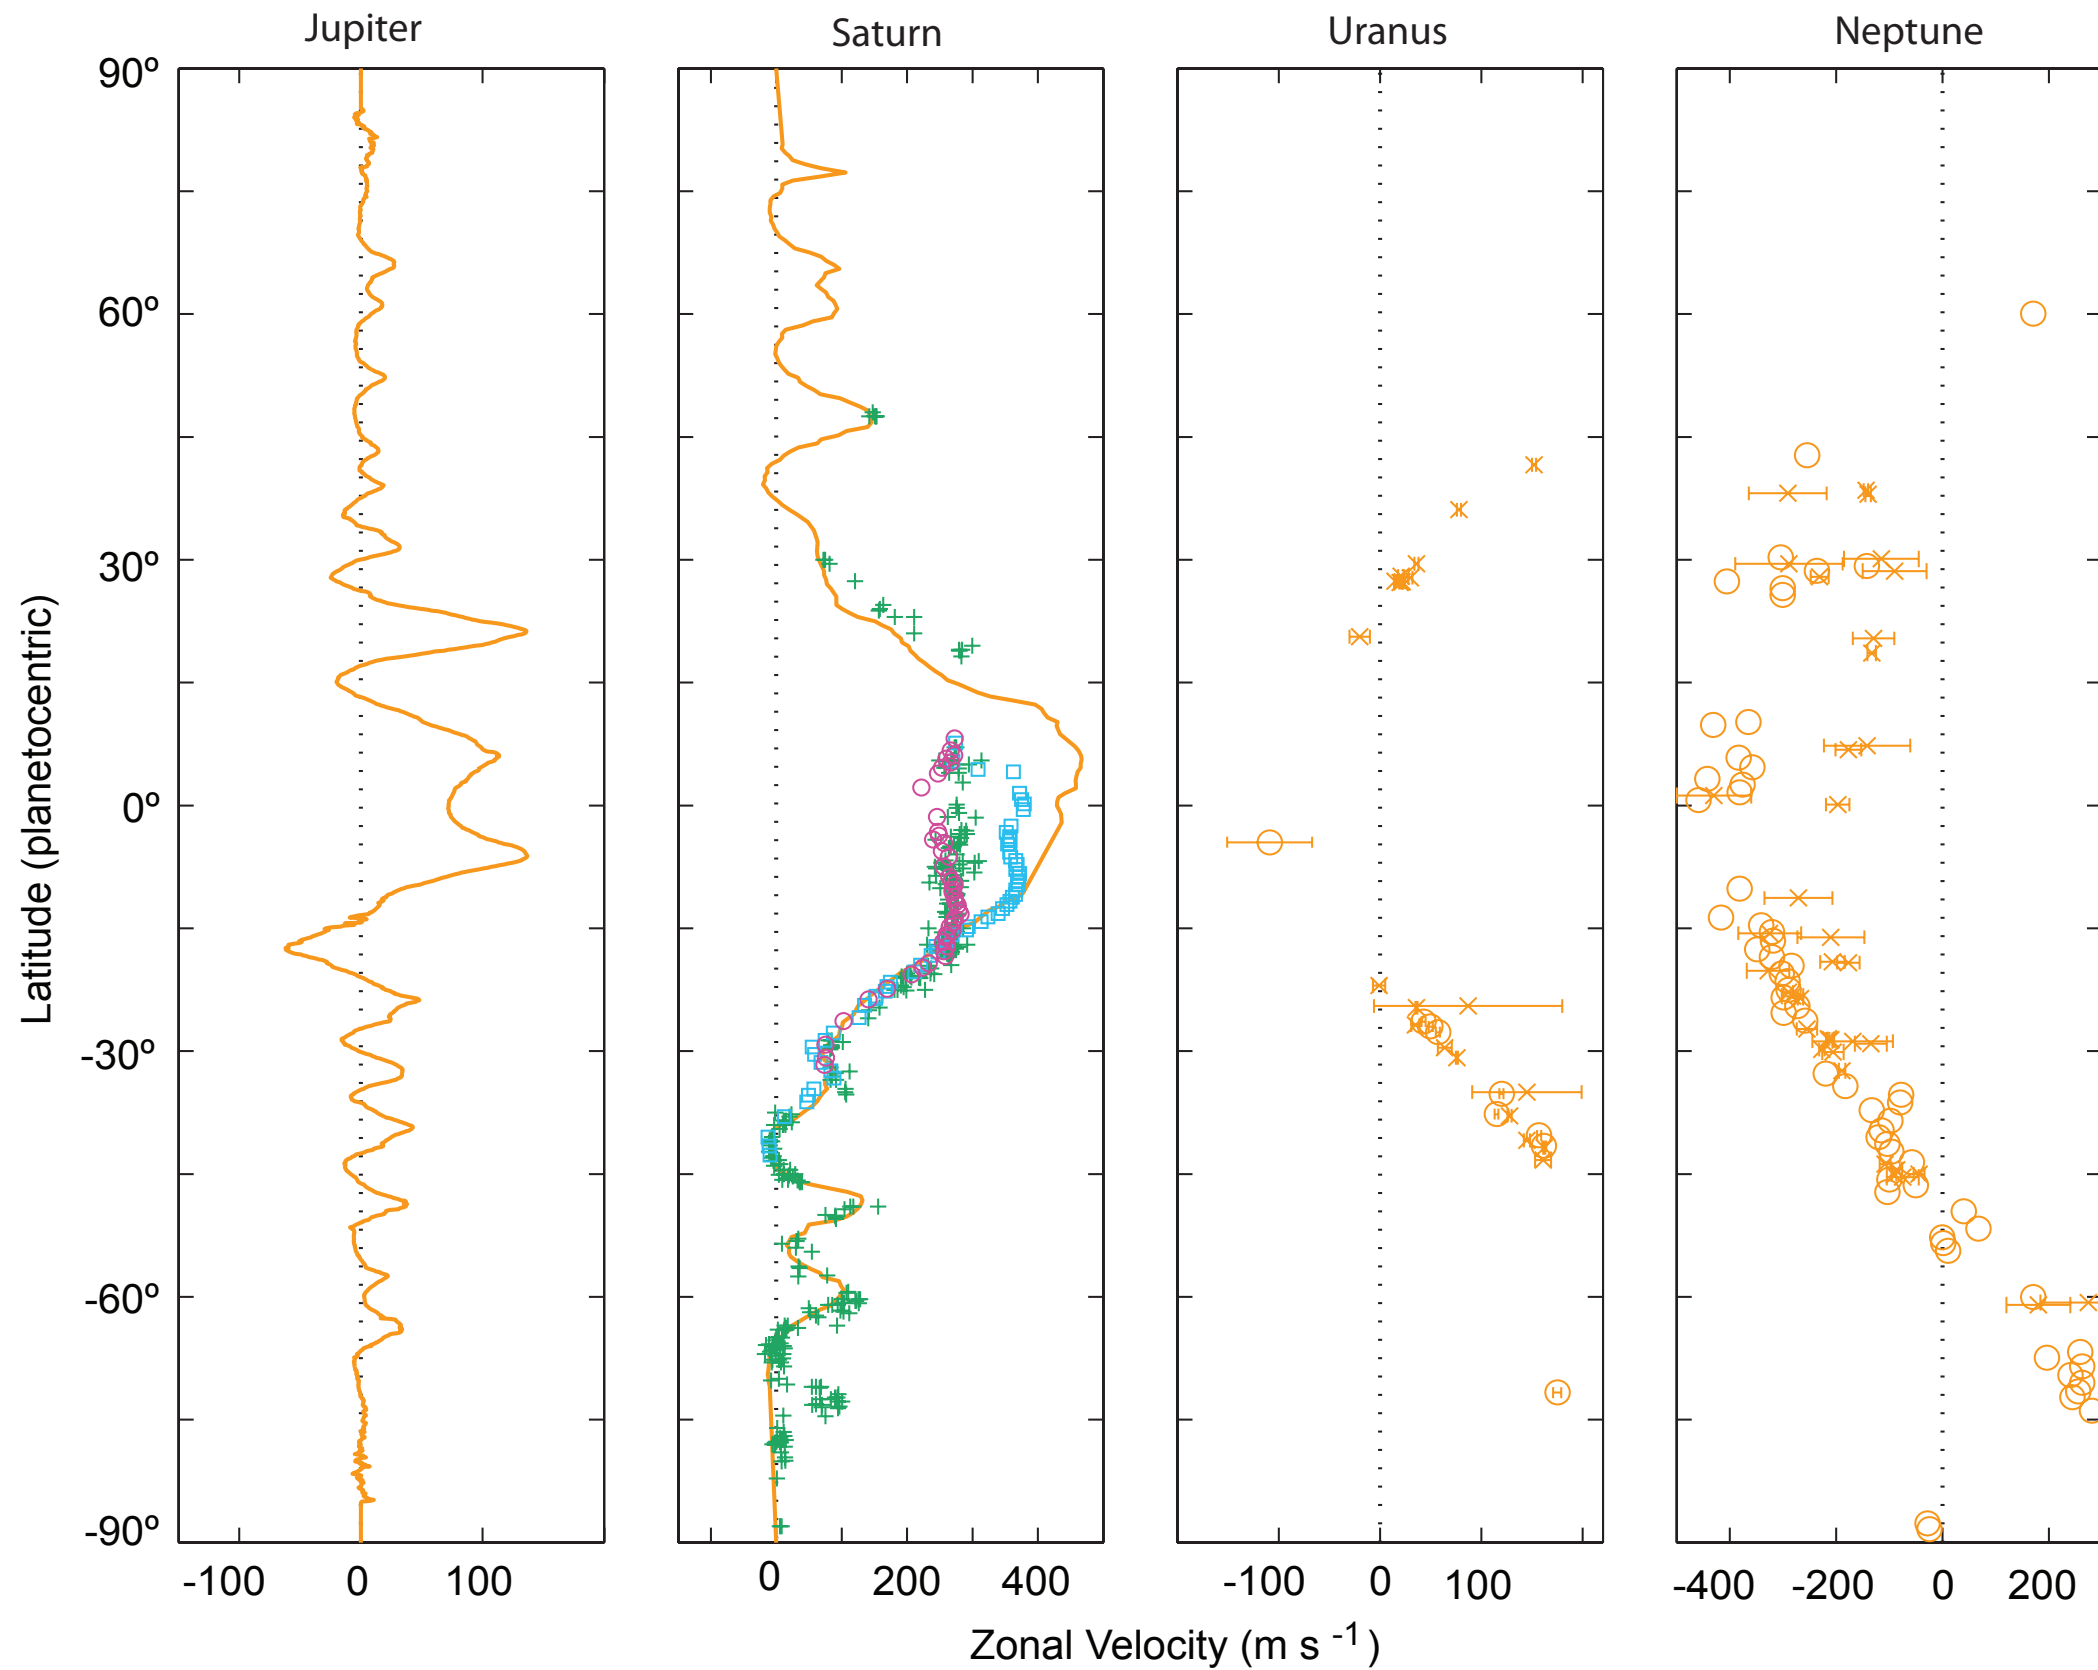 Jupiter
Saturn
Uranus
Neptune
90º
60º
30º
0º
-30º
-60º
-90º
Latitude (planetocentric)
-100 0 100
0 200 400
-100 0 100
-400 -200 0 200
Zonal Velocity (m s -1)